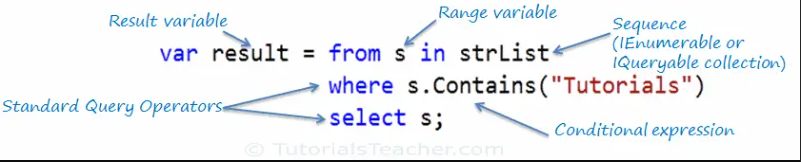 Result variable
Range variable
Sequence
(IEnumerable or
IQueryable collection)
var result = from s in strList
where s.Contains("Tutorials")
Standard Query Operators
select s;
Conditional expression
© TutorialsTeacher.com